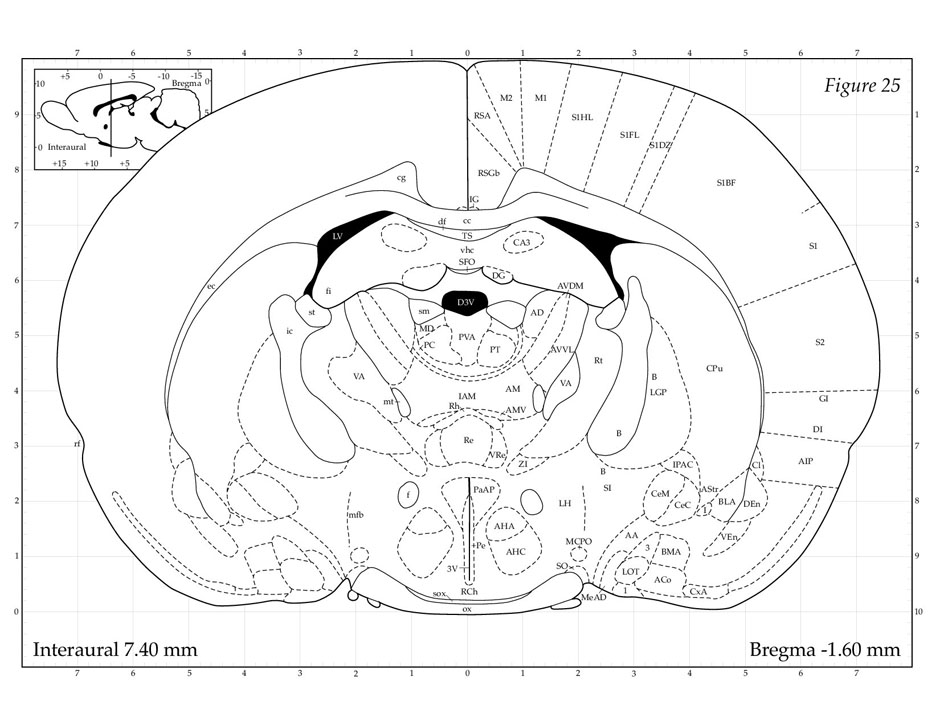 7 6 5 4 3 2 1 0 1 2 3 4 5 6 7
+5 0 -5 -10 -15
Bregma
10 0
5 5
0 Interaural
+15 +10 +5
Figure 25
9 1
8 2
7 3
6 4
5 5
4 6
3 7
2 8
1 9
0 10
M2 M1
RSA S1HL
S1FL
S1DZ
RSGb S1BF
cg
IG
df cc
LV TS
CA3 S1
vhc
SFO
DG
ec fi AVDM
D3V
st sm AD
ic MD PVA
PC PT AVVL S2
Rt
VA AM VA B CPu
LGP
mt IAM GI
Rh AMV
B DI
rf Re
VRe
ZI IPAC Cl AIP
B
SI
f PaAP CeM AStr
LH CeC BLA DEn
1
mfb AHA
AA VEn
Pe AHC MCPO 3 BMA
3V SO LOT ACo
sox RCh 1 CxA
MeAD
ox
Interaural 7.40 mm Bregma -1.60 mm
7 6 5 4 3 2 1 0 1 2 3 4 5 6 7